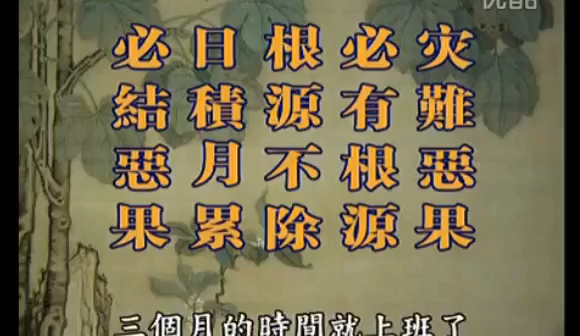 灾難惡果
必有根源
根源不除
日積月累
必結惡果
三個月的時間就上班了